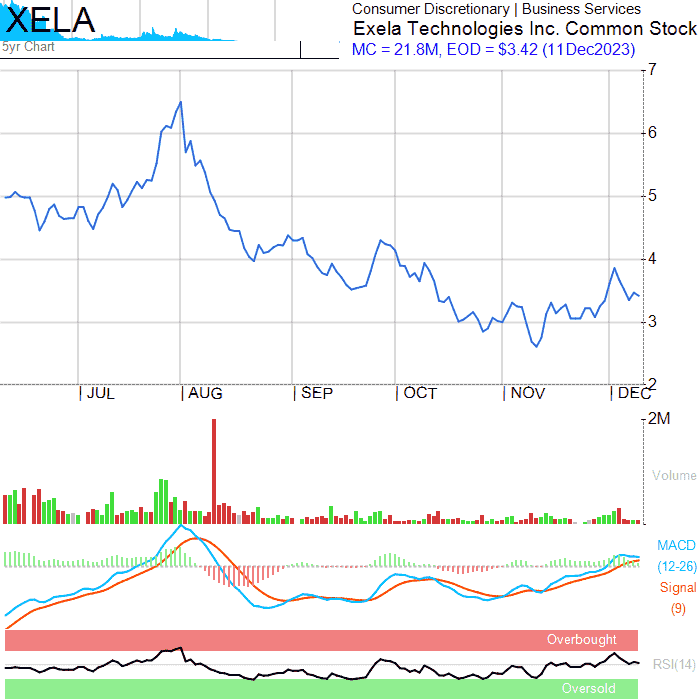 XELA
5yr Chart
Consumer Discretionary | Business Services
Exela Technologies Inc. Common Stock
MC = 21.8M, EOD = $3.42 (11Dec2023)
7
6
5
4
3
2
JUL AUG SEP OCT NOV DEC
2M
Volume
MACD
(12-26)
Signal
(9)
Overbought
RSI(14)
Oversold